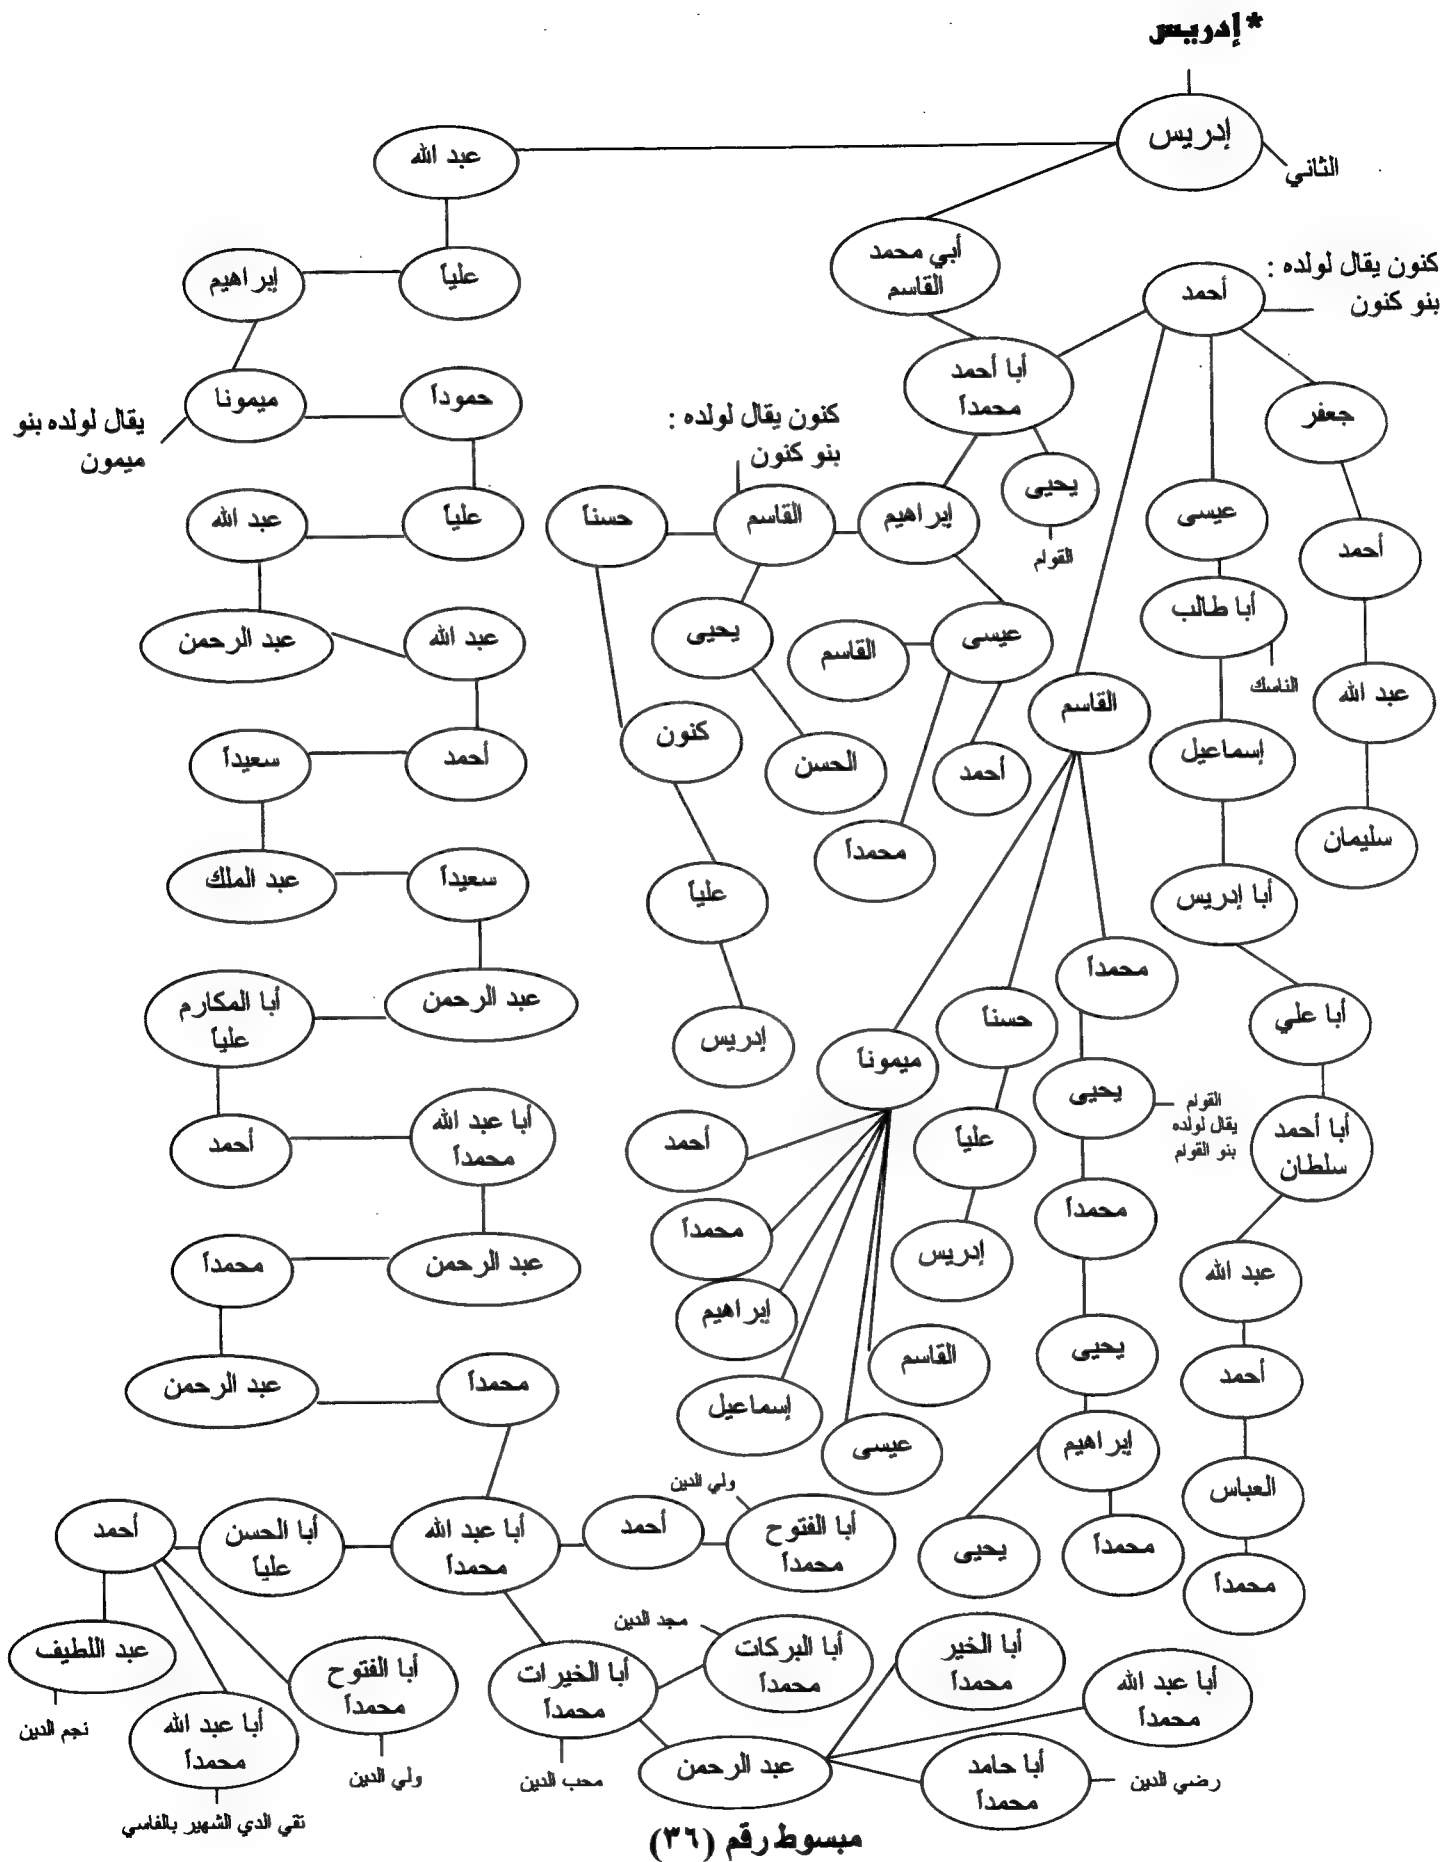 *إدريس
إدريس
الثاني
عبد الله
أبي محمد
القاسم
كنون يقال لولده :
بنو كنون
أحمد
علياً
إبراهيم
أبا أحمد
محمداً
جعفر
حموداً
ميمونا
يقال لولده بنو
ميمون
كنون يقال لولده :
بنو كنون
يحيى
القوام
إبراهيم
القاسم
حسناً
عيسى
أحمد
علياً
عبد الله
أبا طالب
الناسك
عيسى
القاسم
يحيى
عبد الله
عبد الرحمن
عبد الله
القاسم
كنون
الحسن
أحمد
إسماعيل
أحمد
سعيداً
سليمان
محمداً
أبا إدريس
علياً
سعيداً
عبد الملك
محمداً
أبا علي
حسناً
إدريس
عبد الرحمن
أبا المكارم
علياً
ميموناً
يحيى
القوام
يقال لولده
بنو القوام
أبا أحمد
سلطان
علياً
أحمد
أبا عبد الله
محمداً
أحمد
محمداً
محمداً
إدريس
عبد الله
عبد الرحمن
محمداً
إبراهيم
القاسم
يحيى
أحمد
محمداً
عبد الرحمن
إسماعيل
عيسى
إبراهيم
العباس
ولي الدين
أبا الفتوح
محمداً
أحمد
أبا عبد الله
محمداً
أبا الحسن
علياً
أحمد
يحيى
محمداً
محمداً
مجد الدين
أبا البركات
محمداً
أبا الخير
محمداً
أبا عبد الله
محمداً
أبا الخيرات
محمداً
محب الدين
أبا الفتوح
محمداً
ولي الدين
عبد اللطيف
نجم الدين
أبا عبد الله
محمداً
تقي الدي الشهير بالفاسي
عبد الرحمن
أبا حامد
محمداً
رضي الدين
مبسوط رقم (٣٦)